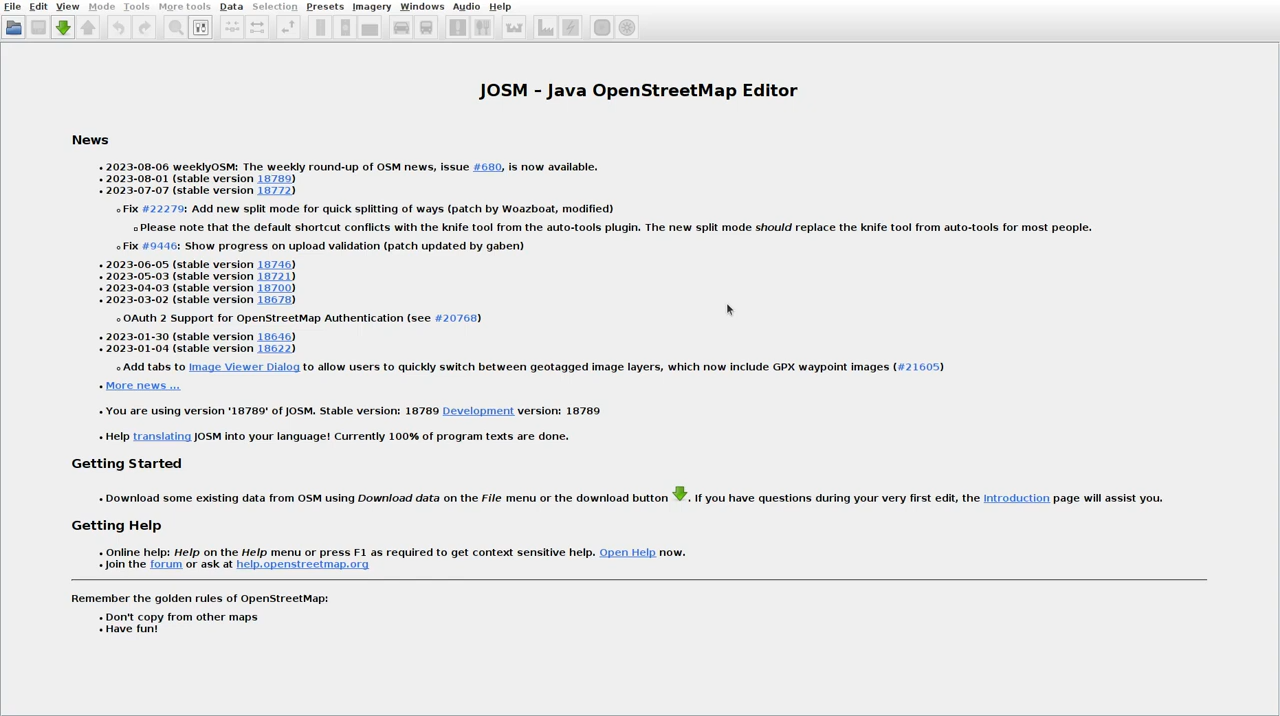 File Edit View Mode Tools More tools Data Selection Presets Imagery Windows Audio Help
JOSM – Java OpenStreetMap Editor
News
2023-08-06 weeklyOSM: The weekly round-up of OSM news, issue #680, is now available.
2023-08-01 (stable version 18789)
2023-07-07 (stable version 18772)
Fix #22279: Add new split mode for quick splitting of ways (patch by Woazboat, modified)
Please note that the default shortcut conflicts with the knife tool from the auto-tools plugin. The new split mode should replace the knife tool from auto-tools for most people.
Fix #9446: Show progress on upload validation (patch updated by gaben)
2023-06-05 (stable version 18746)
2023-05-03 (stable version 18721)
2023-04-03 (stable version 18700)
2023-03-02 (stable version 18678)
OAuth 2 Support for OpenStreetMap Authentication (see #20768)
2023-01-30 (stable version 18646)
2023-01-04 (stable version 18622)
Add tabs to Image Viewer Dialog to allow users to quickly switch between geotagged image layers, which now include GPX waypoint images (#21605)
More news ...
You are using version '18789' of JOSM. Stable version: 18789 Development version: 18789
Help translating JOSM into your language! Currently 100% of program texts are done.
Getting Started
Download some existing data from OSM using Download data on the File menu or the download button . If you have questions during your very first edit, the Introduction page will assist you.
Getting Help
Online help: Help on the Help menu or press F1 as required to get context sensitive help. Open Help now.
Join the forum or ask at help.openstreetmap.org
Remember the golden rules of OpenStreetMap:
Don't copy from other maps
Have fun!